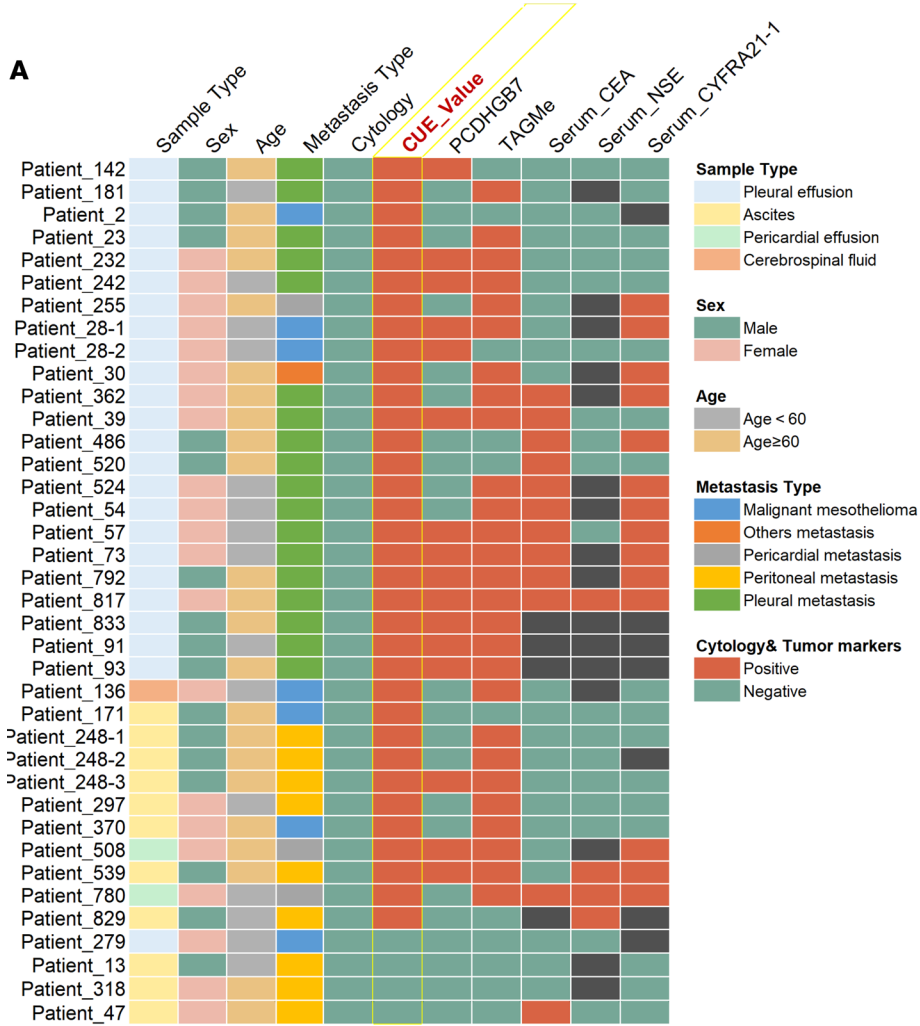 A
Sample Type
Sex
Age
Metastasis Type
Cytology
CUE_Value
PCDHGB7
TAGMe
Serum_CEA
Serum_NSE
Serum_CYFRA21-1
Patient_142
Patient_181
Patient_2
Patient_23
Patient_232
Patient_242
Patient_255
Patient_28-1
Patient_28-2
Patient_30
Patient_362
Patient_39
Patient_486
Patient_520
Patient_524
Patient_54
Patient_57
Patient_73
Patient_792
Patient_817
Patient_833
Patient_91
Patient_93
Patient_136
Patient_171
Patient_248-1
Patient_248-2
Patient_248-3
Patient_297
Patient_370
Patient_508
Patient_539
Patient_780
Patient_829
Patient_279
Patient_13
Patient_318
Patient_47
Sample Type
Pleural effusion
Ascites
Pericardial effusion
Cerebrospinal fluid
Sex
Male
Female
Age
Age < 60
Age≥60
Metastasis Type
Malignant mesothelioma
Others metastasis
Pericardial metastasis
Peritoneal metastasis
Pleural metastasis
Cytology& Tumor markers
Positive
Negative